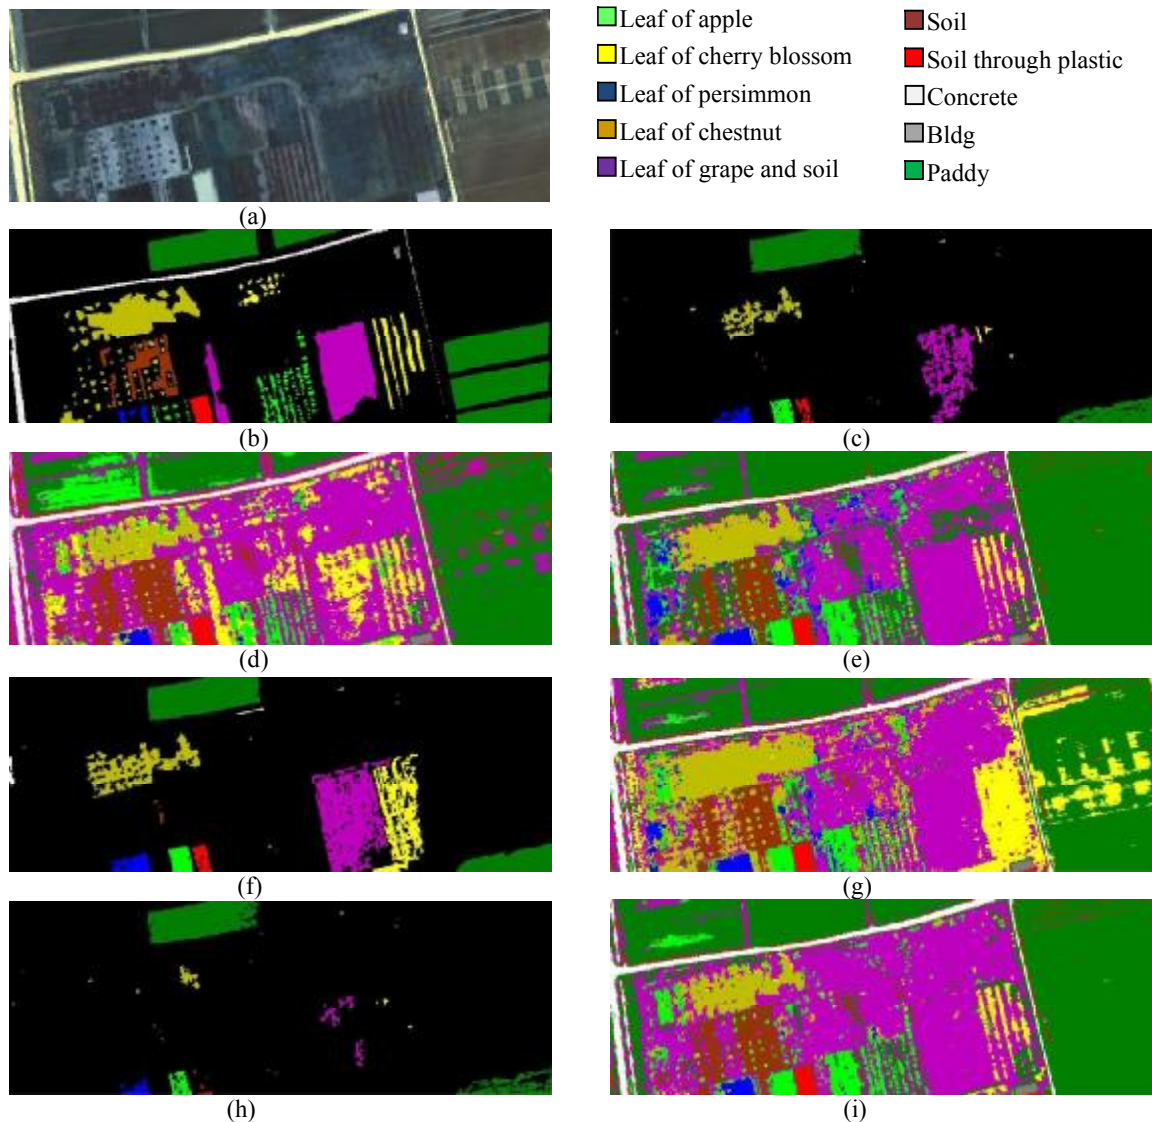 Leaf of apple
Leaf of cherry blossom
Leaf of persimmon
Leaf of chestnut
Leaf of grape and soil
Soil
Soil through plastic
Concrete
Bldg
Paddy
(a)
(b)
(c)
(d)
(e)
(f)
(g)
(h)
(i)